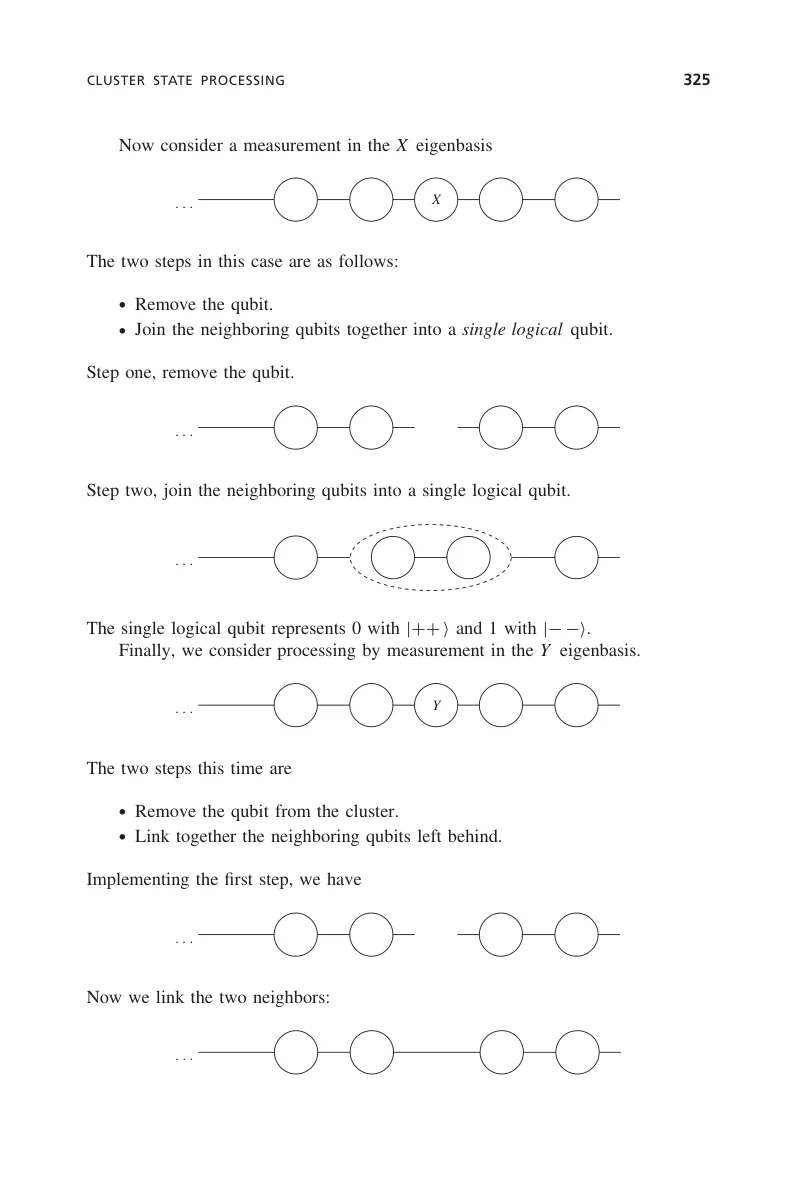 CLUSTER STATE PROCESSING 325
Now consider a measurement in the X eigenbasis
... X
The two steps in this case are as follows:
• Remove the qubit.
• Join the neighboring qubits together into a single logical qubit.
Step one, remove the qubit.
...
Step two, join the neighboring qubits into a single logical qubit.
...
The single logical qubit represents 0 with |++⟩ and 1 with |−−⟩.
Finally, we consider processing by measurement in the Y eigenbasis.
... Y
The two steps this time are
• Remove the qubit from the cluster.
• Link together the neighboring qubits left behind.
Implementing the first step, we have
...
Now we link the two neighbors:
...